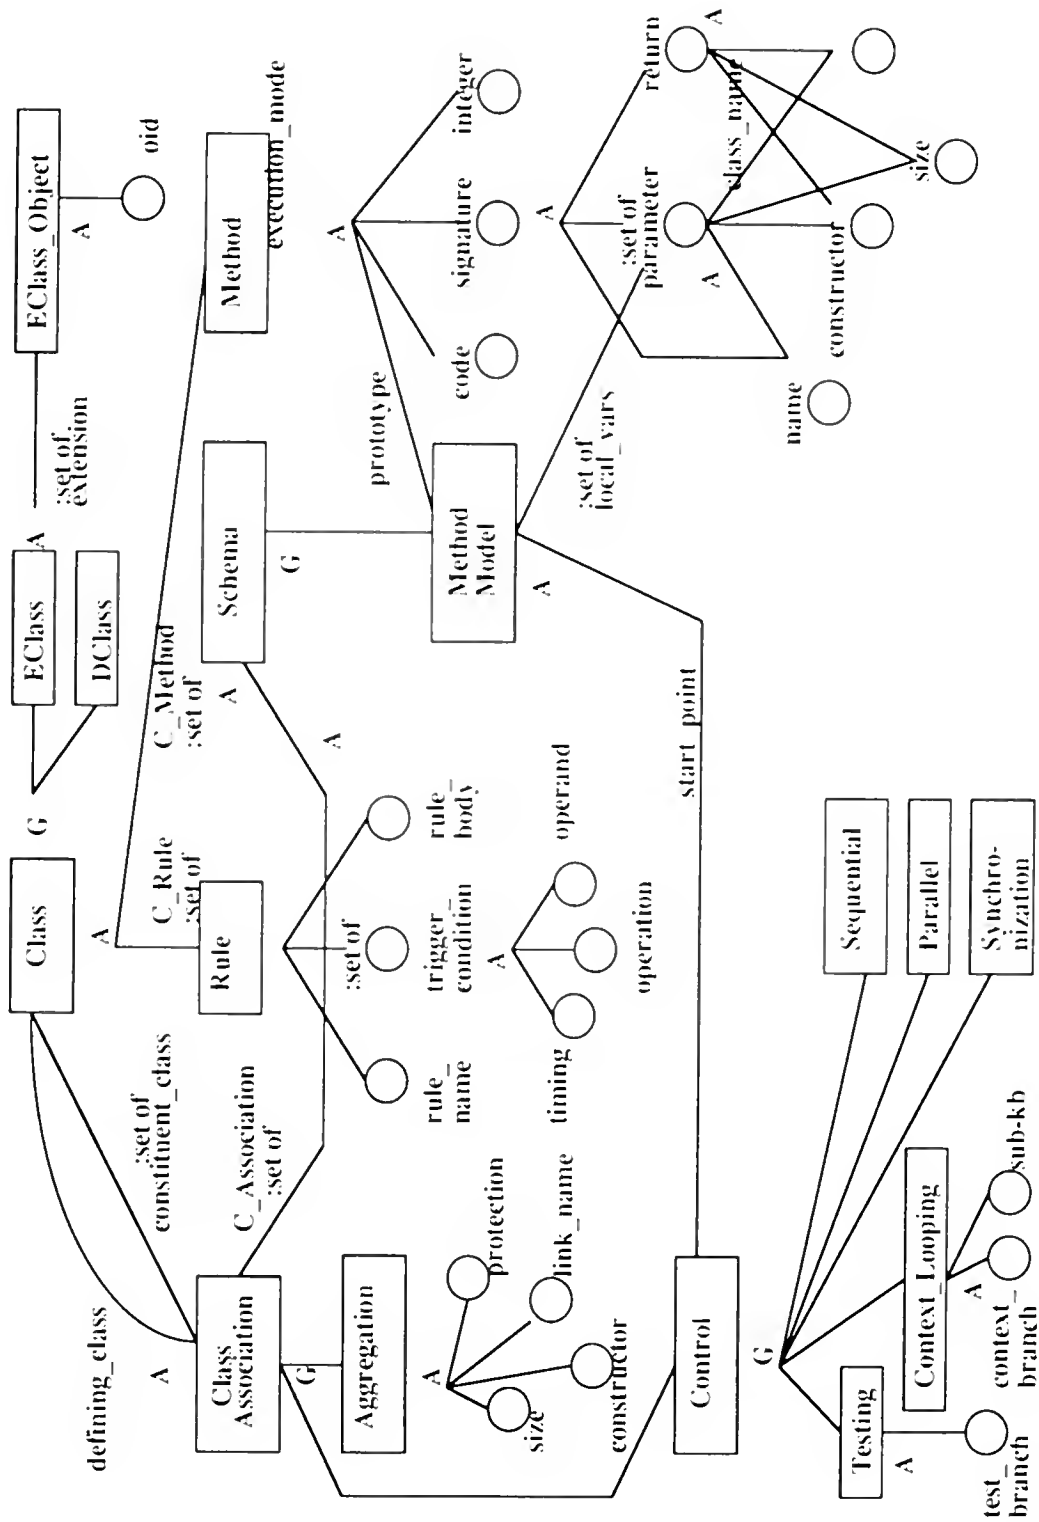 Class
G
EClass
A
EClass_Object
:set of
extension
A
DClass
oid
defining_class
A
A
:set of
constituent_class
C_Rule
:set of
C_Method
:set of
Class
Association
C_Association
:set of
Rule
A
Schema
Method
execution_mode
G
G
A
A
Aggregation
:set of
prototype
A
protection
rule_
name
trigger_
condition
rule_
body
Method
Model
code
signature
integer
A
link_name
A
size
timing
operand
A
A
constructor
operation
:set of
local_vars
:set of
parameter
return
Control
start_point
A
A
class_name
G
name
constructor
size
Testing
Context_Looping
Sequential
Parallel
Synchro-
nization
A
A
test_
branch
context_
branch
sub-kb